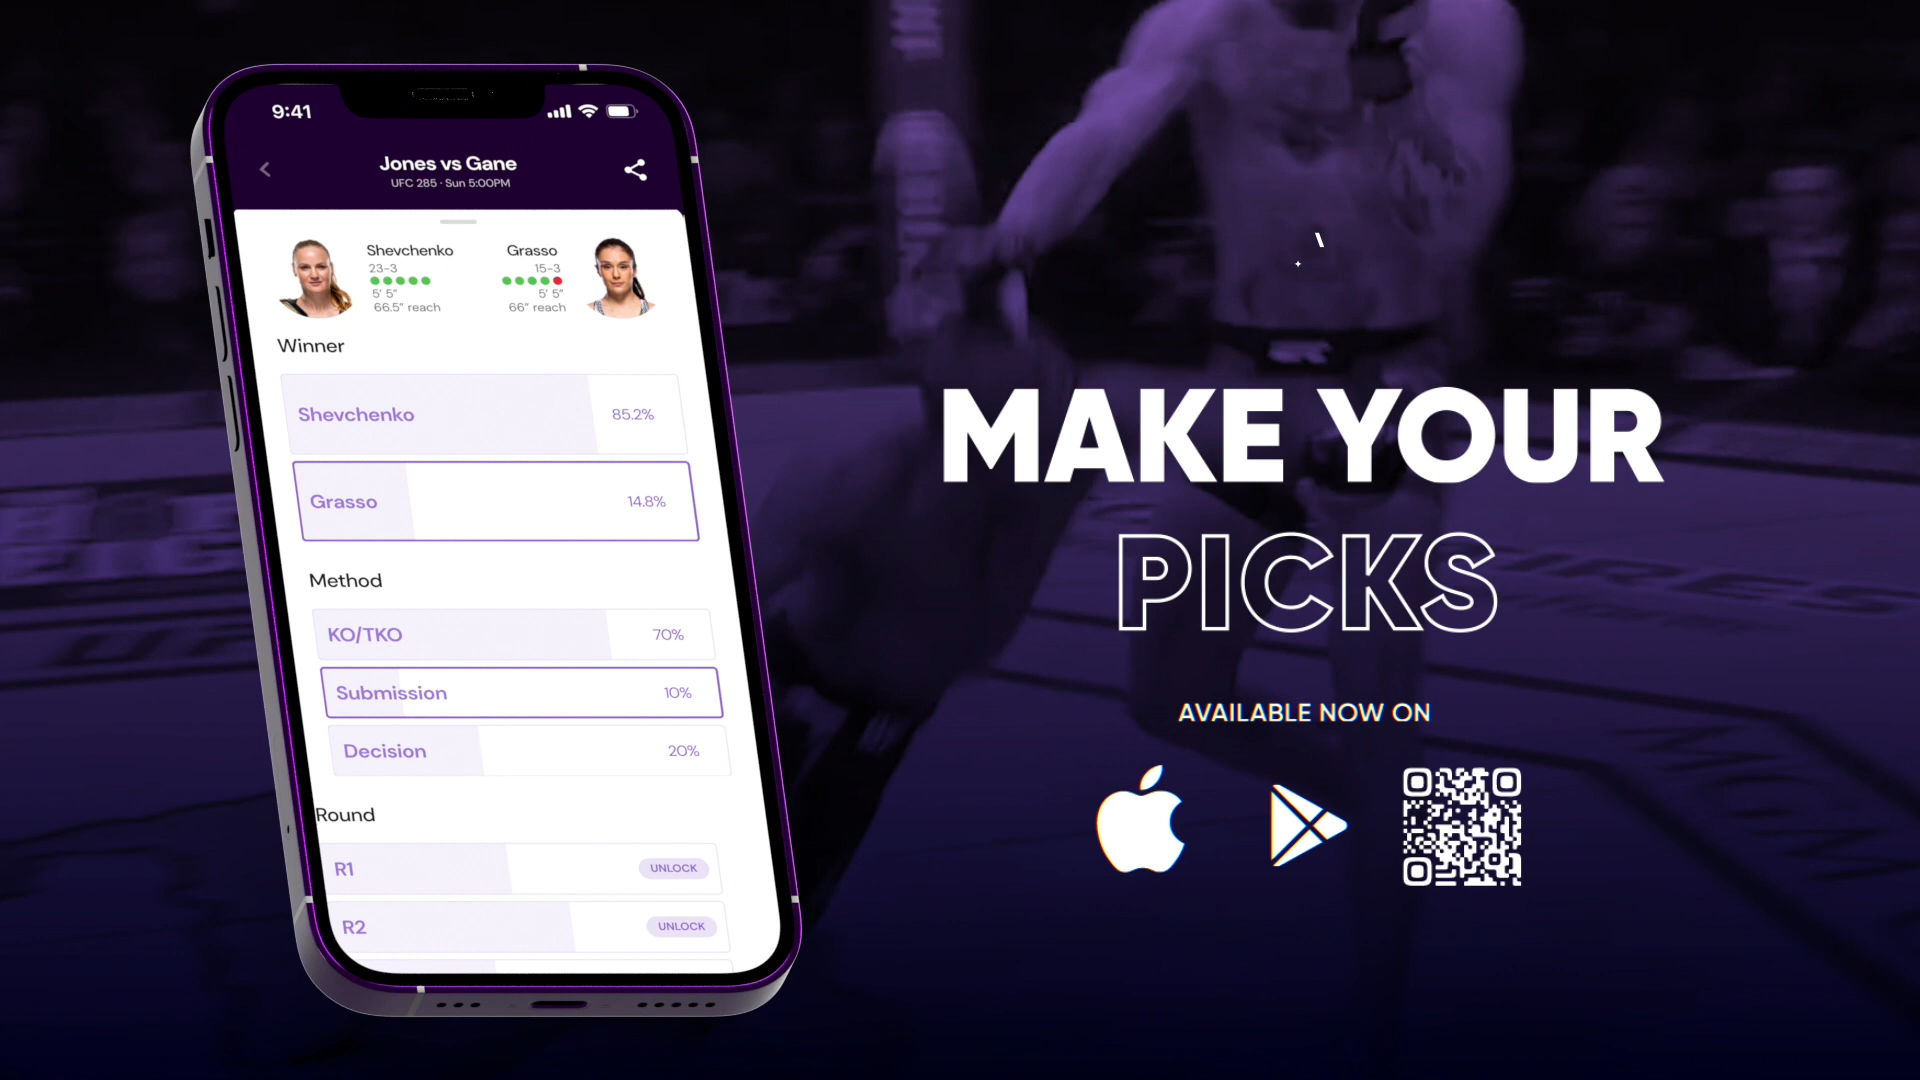 9:41
Jones vs Gane
UFC 285 · Sun 5:00PM
Shevchenko
23-3
5' 5"
66.5" reach
Grasso
15-3
5' 5"
66" reach
Winner
Shevchenko 85.2%
Grasso 14.8%
Method
KO/TKO 70%
Submission 10%
Decision 20%
Round
R1 UNLOCK
R2 UNLOCK
MAKE YOUR
PICKS
AVAILABLE NOW ON